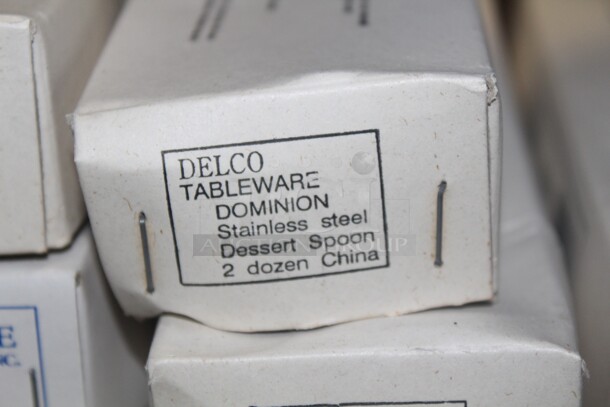 DELCO
TABLEWARE
DOMINION
Stainless steel
Dessert Spoon
2 dozen China
E